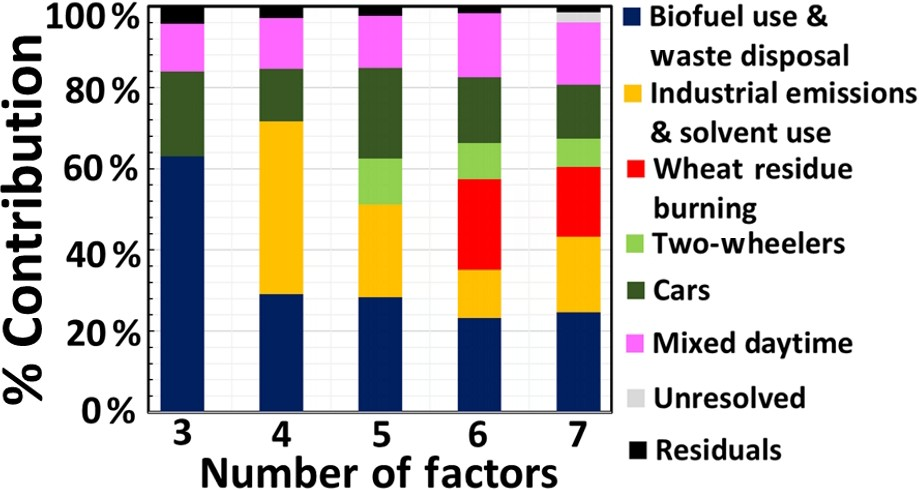 % Contribution
100 %
80 %
60 %
40 %
20 %
0 %
3 4 5 6 7
Number of factors
Biofuel use &
waste disposal
Industrial emissions
& solvent use
Wheat residue
burning
Two-wheelers
Cars
Mixed daytime
Unresolved
Residuals